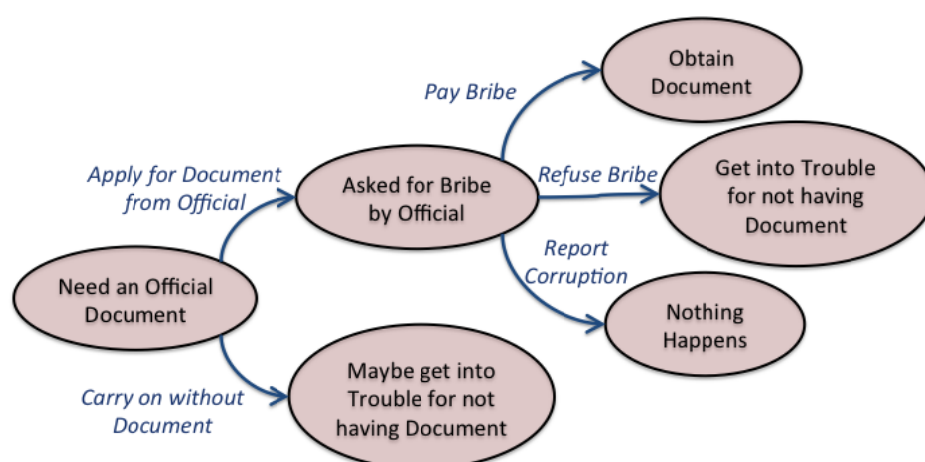 Obtain
Document
Pay Bribe
Apply for Document
from Official
Asked for Bribe
by Official
Refuse Bribe
Get into Trouble
for not having
Document
Report
Corruption
Need an Official
Document
Nothing
Happens
Carry on without
Document
Maybe get into
Trouble for not
having Document